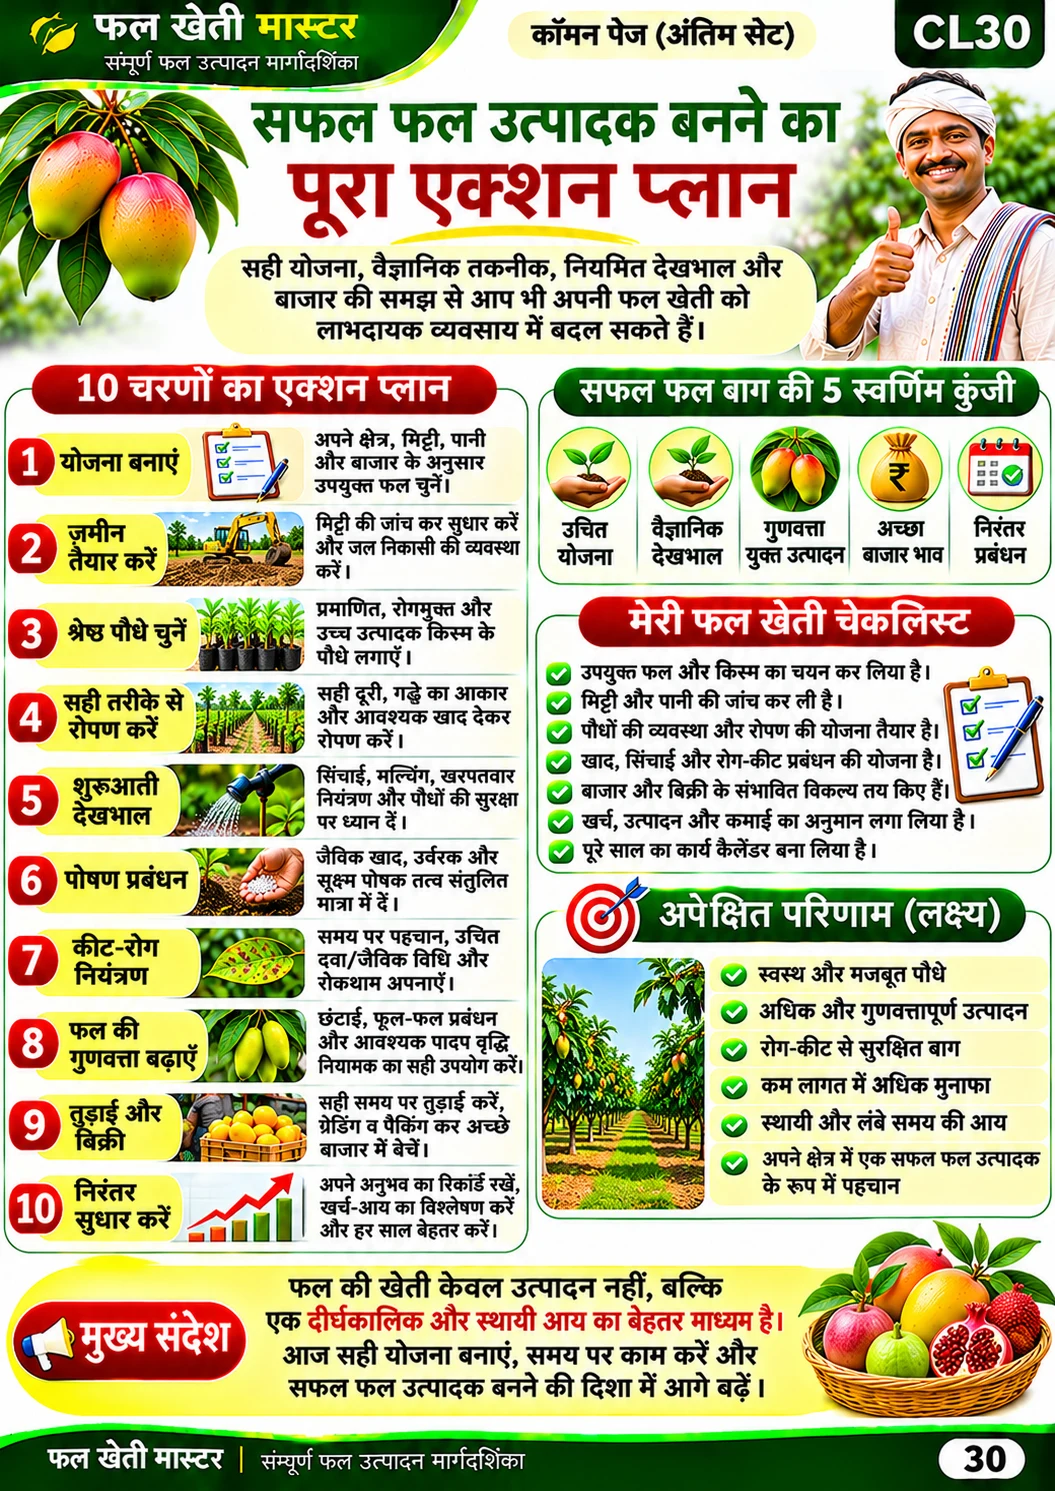 फल खेती मास्टर
संपूर्ण फल उत्पादन मार्गदर्शिका
कॉमन पेज (अंतिम सेट)
CL30
सफल फल उत्पादक बनने का
पूरा एक्शन प्लान
सही योजना, वैज्ञानिक तकनीक, नियमित देखभाल और
बाजार की समझ से आप भी अपनी फल खेती को
लाभदायक व्यवसाय में बदल सकते हैं।
10 चरणों का एक्शन प्लान
1 योजना बनाएं
अपने क्षेत्र, मिट्टी, पानी
और बाजार के अनुसार
उपयुक्त फल चुनें।
2 ज़मीन
तैयार करें
मिट्टी की जांच कर सुधार करें
और जल निकासी की व्यवस्था
करें।
3 श्रेष्ठ पौधे चुनें
प्रमाणित, रोगमुक्त और
उच्च उत्पादक किस्म के
पौधे लगाएँ।
4 सही तरीके से
रोपण करें
सही दूरी, गड्ढे का आकार
और आवश्यक खाद देकर
रोपण करें।
5 शुरूआती
देखभाल
सिंचाई, मल्चिंग, खरपतवार
नियंत्रण और पौधों की सुरक्षा
पर ध्यान दें।
6 पोषण प्रबंधन
जैविक खाद, उर्वरक और
सूक्ष्म पोषक तत्व संतुलित
मात्रा में दें।
7 कीट-रोग
नियंत्रण
समय पर पहचान, उचित
दवा/जैविक विधि और
रोकथाम अपनाएँ।
8 फल की
गुणवत्ता बढ़ाएँ
छंटाई, फूल-फल प्रबंधन
और आवश्यक पादप वृद्धि
नियामक का सही उपयोग करें।
9 तुड़ाई और
बिक्री
सही समय पर तुड़ाई करें,
ग्रेडिंग व पैकिंग कर अच्छे
बाजार में बेचें।
10 निरंतर
सुधार करें
अपने अनुभव का रिकॉर्ड रखें,
खर्च-आय का विश्लेषण करें
और हर साल बेहतर करें।
सफल फल बाग की 5 स्वर्णिम कुंजी
उचित
योजना
वैज्ञानिक
देखभाल
गुणवत्ता
युक्त उत्पादन
₹
अच्छा
बाजार भाव
निरंतर
प्रबंधन
मेरी फल खेती चेकलिस्ट
उपयुक्त फल और किस्म का चयन कर लिया है।
मिट्टी और पानी की जांच कर ली है।
पौधों की व्यवस्था और रोपण की योजना तैयार है।
खाद, सिंचाई और रोग-कीट प्रबंधन की योजना है।
बाजार और बिक्री के संभावित विकल्प तय किए हैं।
खर्च, उत्पादन और कमाई का अनुमान लगा लिया है।
पूरे साल का कार्य कैलेंडर बना लिया है।
अपेक्षित परिणाम (लक्ष्य)
स्वस्थ और मजबूत पौधे
अधिक और गुणवत्तापूर्ण उत्पादन
रोग-कीट से सुरक्षित बाग
कम लागत में अधिक मुनाफा
स्थायी और लंबे समय की आय
अपने क्षेत्र में एक सफल फल उत्पादक
के रूप में पहचान
मुख्य संदेश
फल की खेती केवल उत्पादन नहीं, बल्कि
एक दीर्घकालिक और स्थायी आय का बेहतर माध्यम है।
आज सही योजना बनाएं, समय पर काम करें और
सफल फल उत्पादक बनने की दिशा में आगे बढ़ें।
फल खेती मास्टर | संम्पूर्ण फल उत्पादन मार्गदर्शिका
30